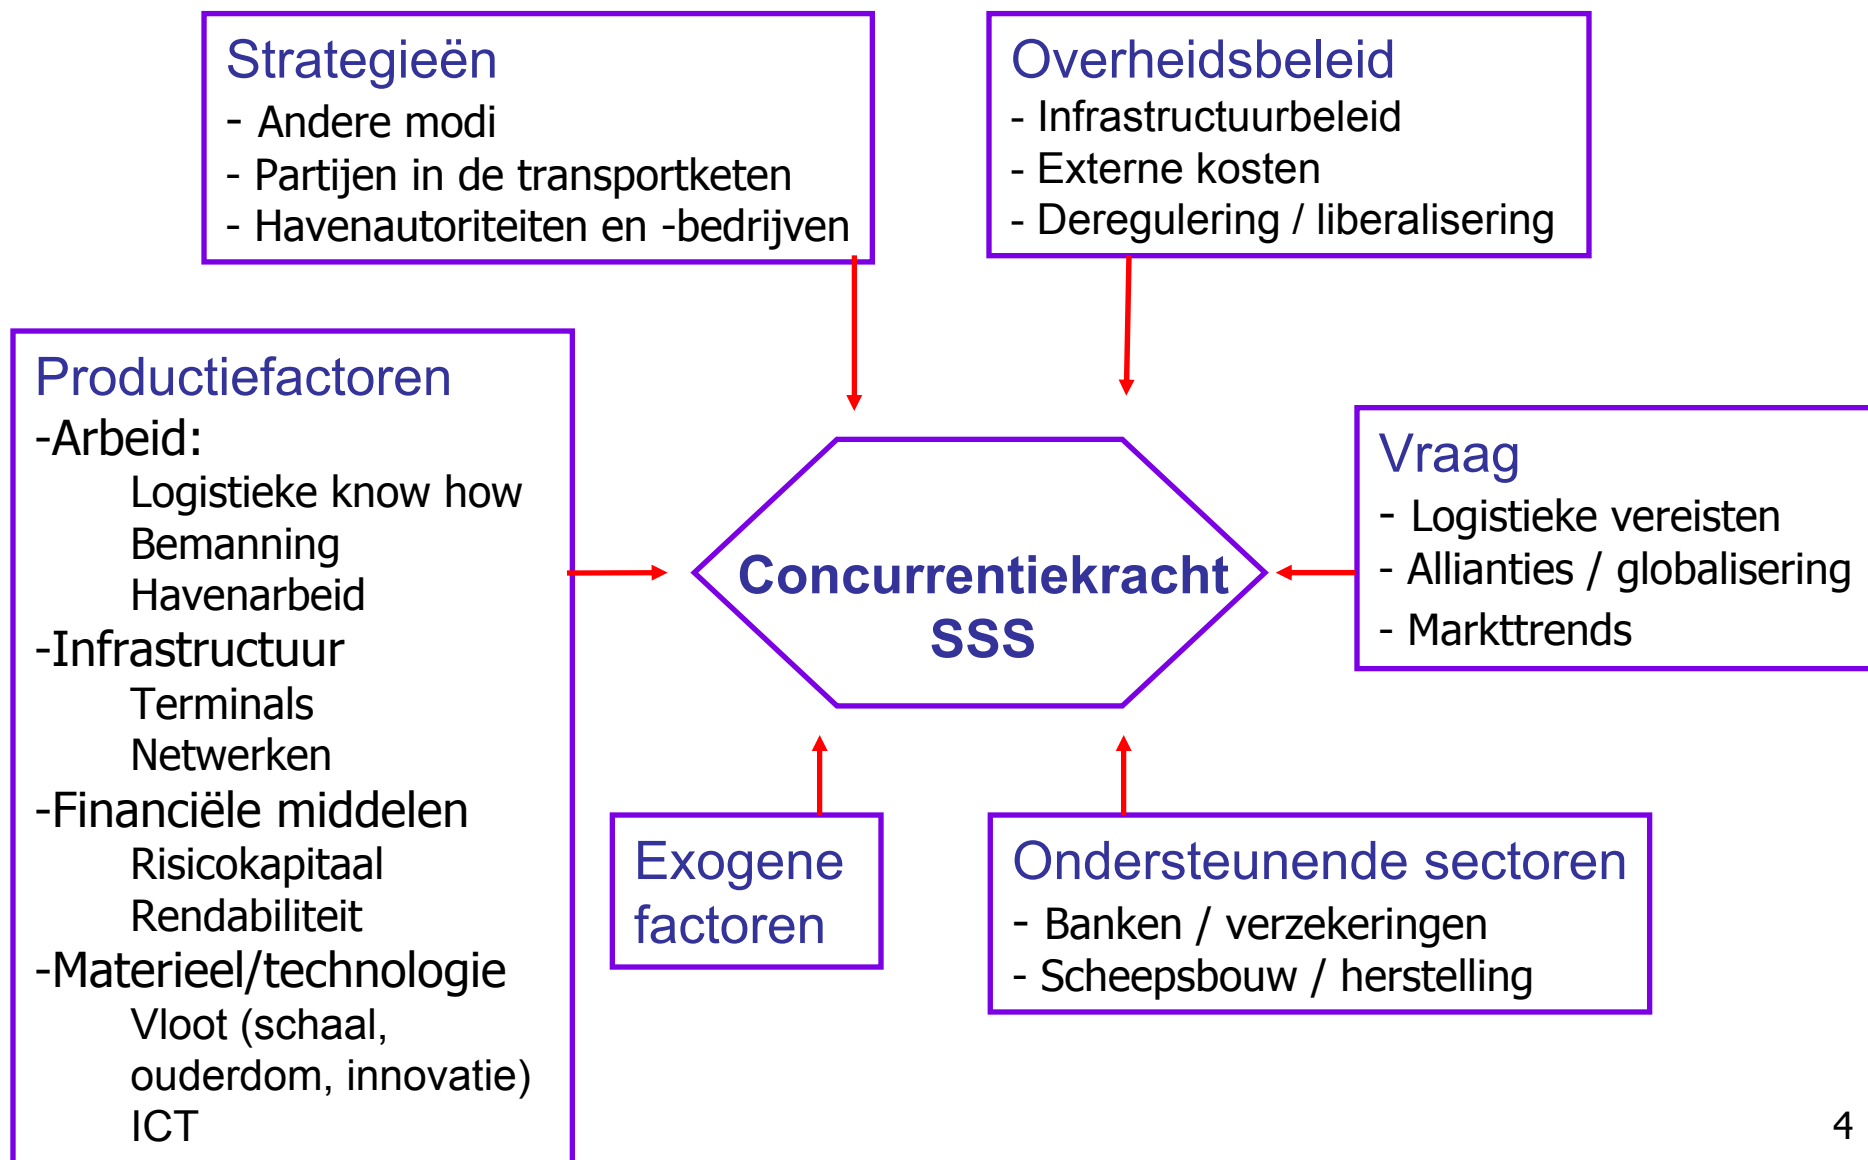 Strategieën
- Andere modi
- Partijen in de transportketen
- Havenautoriteiten en -bedrijven
Overheidsbeleid
- Infrastructuurbeleid
- Externe kosten
- Deregulering / liberalisering
Productiefactoren
-Arbeid:
Logistieke know how
Bemanning
Havenarbeid
-Infrastructuur
Terminals
Netwerken
-Financiële middelen
Risicokapitaal
Rendabiliteit
-Materieel/technologie
Vloot (schaal,
ouderdom, innovatie)
ICT
Concurrentiekracht
SSS
Vraag
- Logistieke vereisten
- Allianties / globalisering
- Markttrends
Exogene
factoren
Ondersteunende sectoren
- Banken / verzekeringen
- Scheepsbouw / herstelling
4